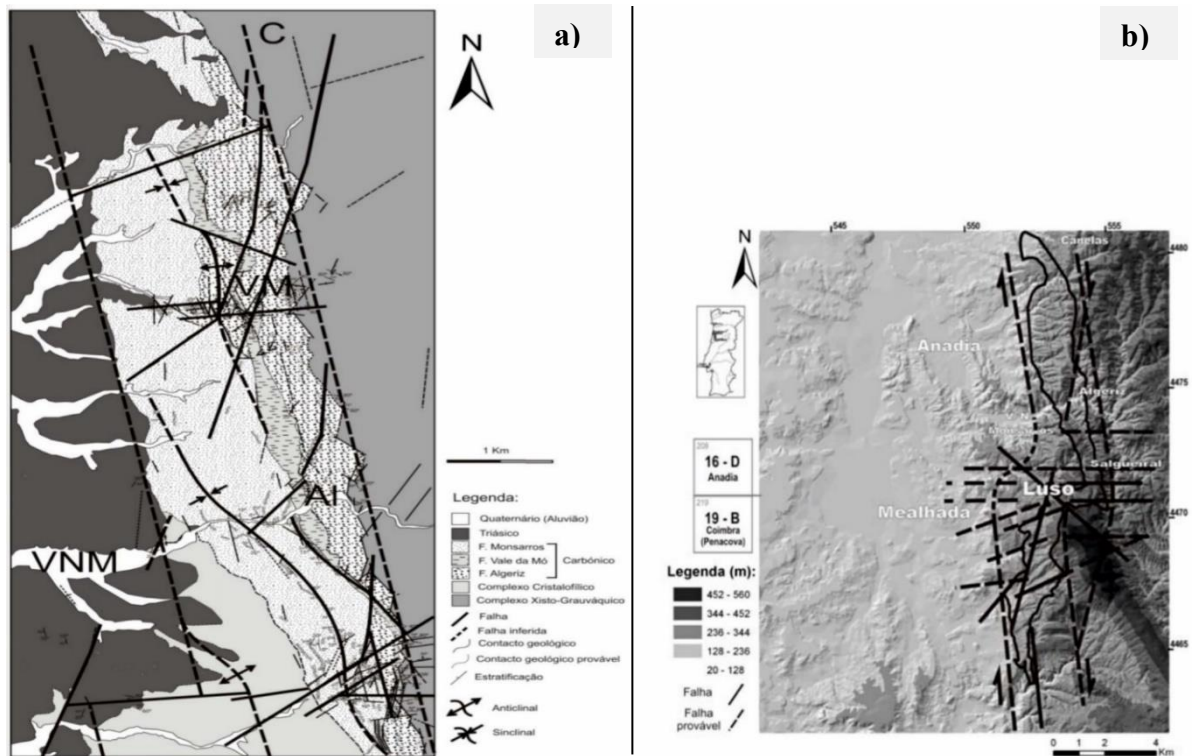 a)
C
N
VM
AI
VNM
1 Km
Legenda:
Quaternário (Aluvião)
Triásico
F. Monsarros
F. Vale da Mó
F. Algeriz
Carbónico
Complexo Cristalofílico
Complexo Xisto-Grauváquico
Falha
Falha inferida
Contacto geológico
Contacto geológico provável
Estratificação
Anticlinal
Sinclinal
b)
N
545
550
555
Canelas
4480
Anadia
4475
Algeriz
Salgueiral
Luso
Mealhada
4470
4465
208
16 - D
Anadia
219
19 - B
Coimbra
(Penacova)
Legenda (m):
452 - 560
344 - 452
236 - 344
128 - 236
20 - 128
Falha
Falha
provável
0 2 4
Km